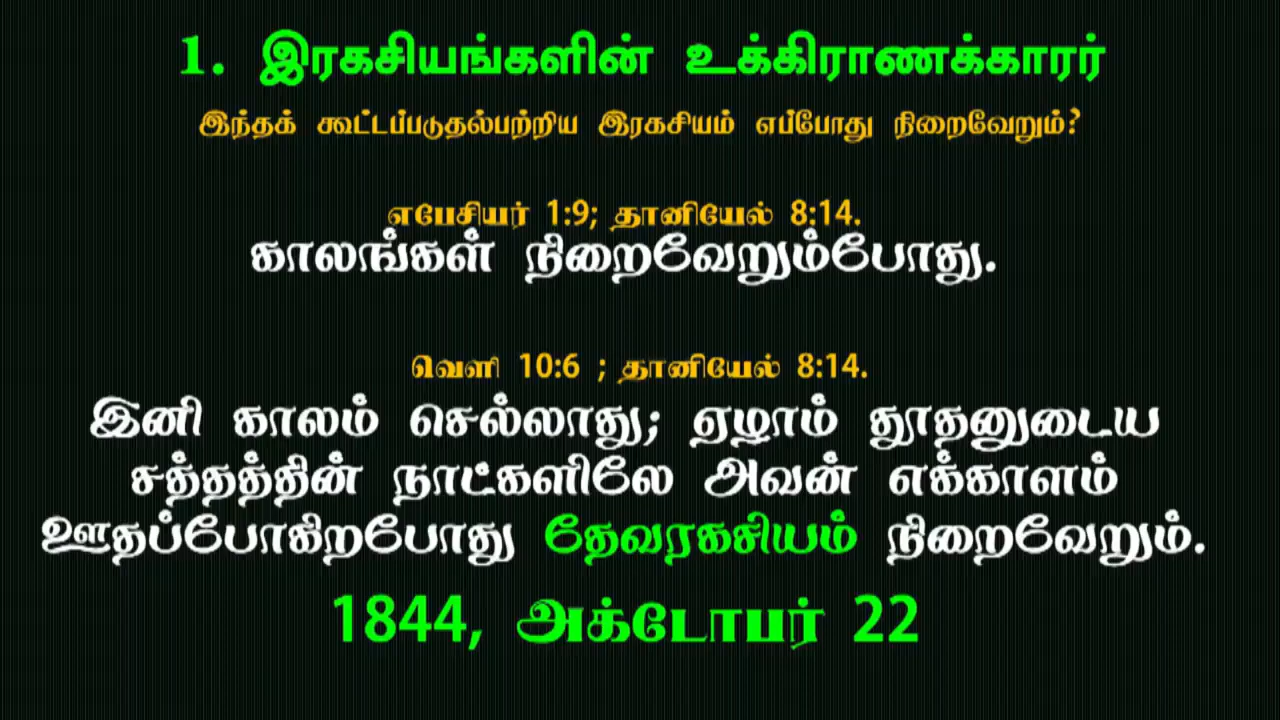 1. இரகசியங்களின் உக்கிராணக்காரர்
இந்தக் கூட்டப்படுதல்பற்றிய இரகசியம் எப்போது நிறைவேறும்?
எபேசியர் 1:9; தானியேல் 8:14.
காலங்கள் நிறைவேறும்போது.
வெளி 10:6 ; தானியேல் 8:14.
இனி காலம் செல்லாது; ஏழாம் தூதனுடைய
சத்தத்தின் நாட்களிலே அவன் எக்காளம்
ஊதப்போகிறபோது தேவரகசியம் நிறைவேறும்.
1844, அக்டோபர் 22